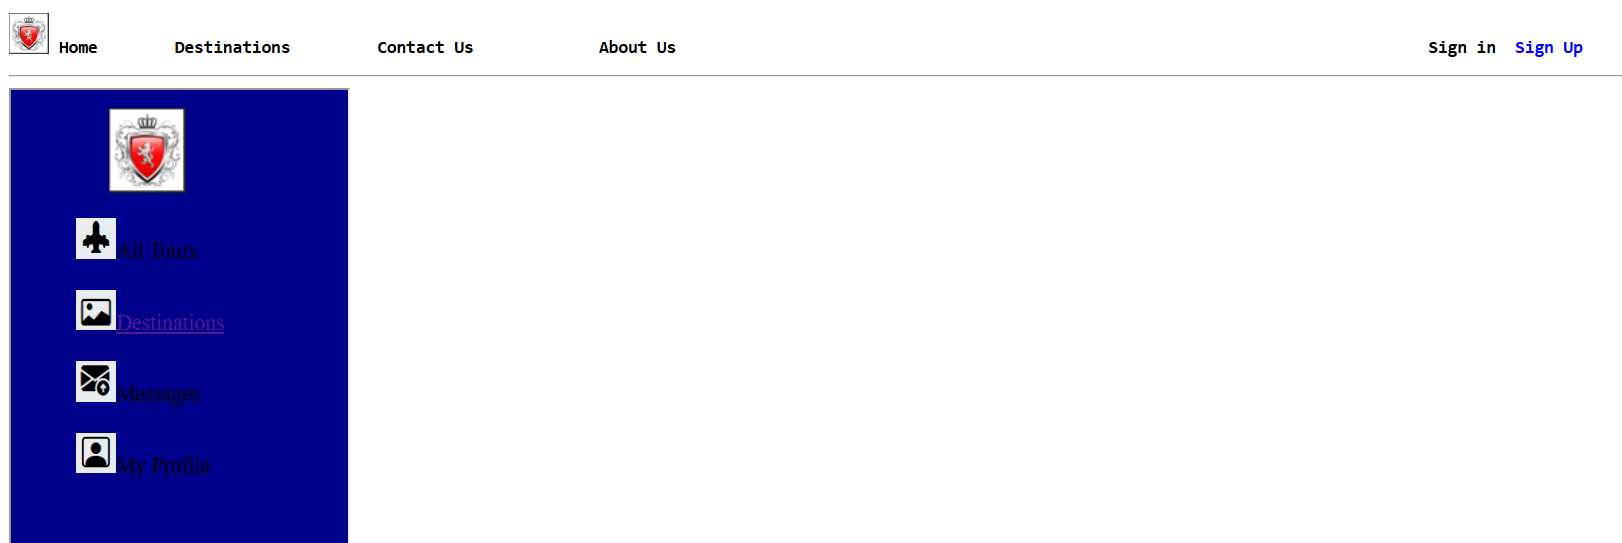 Home Destinations Contact Us About Us Sign in Sign Up
All Tours
Destinations
Messages
My Profile